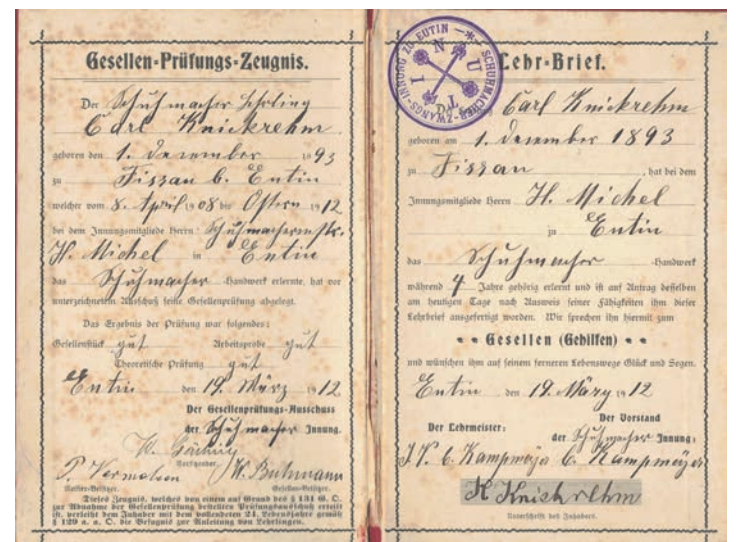 Gesellen-Prüfungs-Zeugnis.
Der Schuhmacher Lehrling
Carl Knickrehm
geboren den 1. Dezember 1893
zu Fissau b. Eutin
welcher vom 8. April 1908 bis Ostern 1912
bei dem Innungsmitgliede Herrn Schuhmachermstr.
H. Michel in Eutin
das Schuhmacher-Handwerk erlernte, hat vor
unterzeichnetem Ausschuß seine Gesellenprüfung abgelegt.
Das Ergebnis der Prüfung war folgendes:
Gesellenstück gut Arbeitsprobe gut
Theoretische Prüfung gut
Eutin den 19. März 1912
Der Gesellenprüfungs-Ausschuss
der Schuhmacher Innung.
Vorsitzender.
W. Buhmann
Meister-Beisitzer. Gesellen-Beisitzer.
Dieses Zeugnis, welches von einem auf Grund des § 131 G. O.
zur Abnahme der Gesellenprüfung bestellten Prüfungsausschuß erteilt
ist, verleiht dem Inhaber mit dem vollendeten 24. Lebensjahre gemäß
§ 129 a. a. O. die Befugnis zur Anleitung von Lehrlingen.
SCHUHMACHER-ZWANGS-INNUNG ZU EUTIN
Lehr-Brief.
Carl Knickrehm
geboren am 1. Dezember 1893
zu Fissau, hat bei dem
Innungsmitgliede Herrn H. Michel
zu Eutin
das Schuhmacher-Handwerk
während 4 Jahre gehörig erlernt und ist auf Antrag desselben
am heutigen Tage nach Ausweis seiner Fähigkeiten ihm dieser
Lehrbrief ausgefertigt worden. Wir sprechen ihn hiermit zum
Gesellen (Gehilfen)
und wünschen ihm auf seinem ferneren Lebenswege Glück und Segen.
Eutin den 19. März 1912
Der Lehrmeister: Der Vorstand
der Schuhmacher Innung:
J.V. C. Kampmeÿer C. Kampmeÿer
K Knickrehm
Unterschrift des Inhabers.